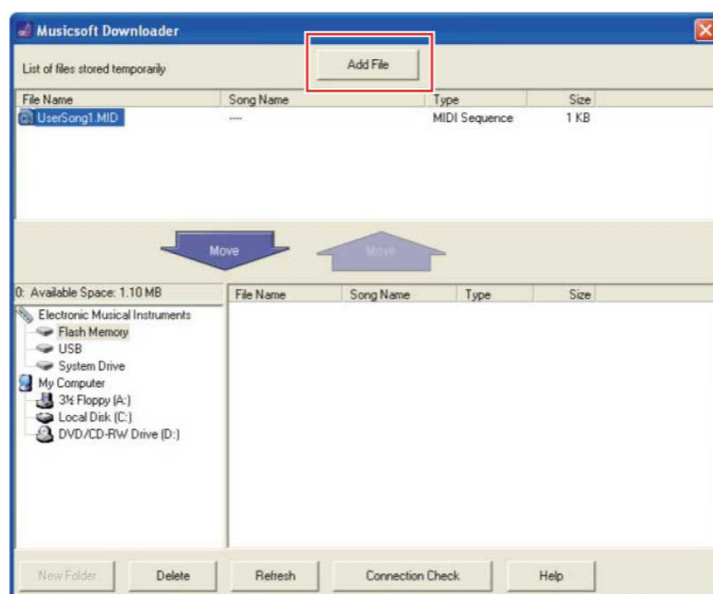 Musicsoft Downloader
List of files stored temporarily
Add File
File Name Song Name Type Size
UserSong1.MID ---- MIDI Sequence 1 KB
Move Move
0: Available Space: 1.10 MB
File Name Song Name Type Size
Electronic Musical Instruments
Flash Memory
USB
System Drive
My Computer
3½ Floppy (A:)
Local Disk (C:)
DVD/CD-RW Drive (D:)
New Folder Delete Refresh Connection Check Help